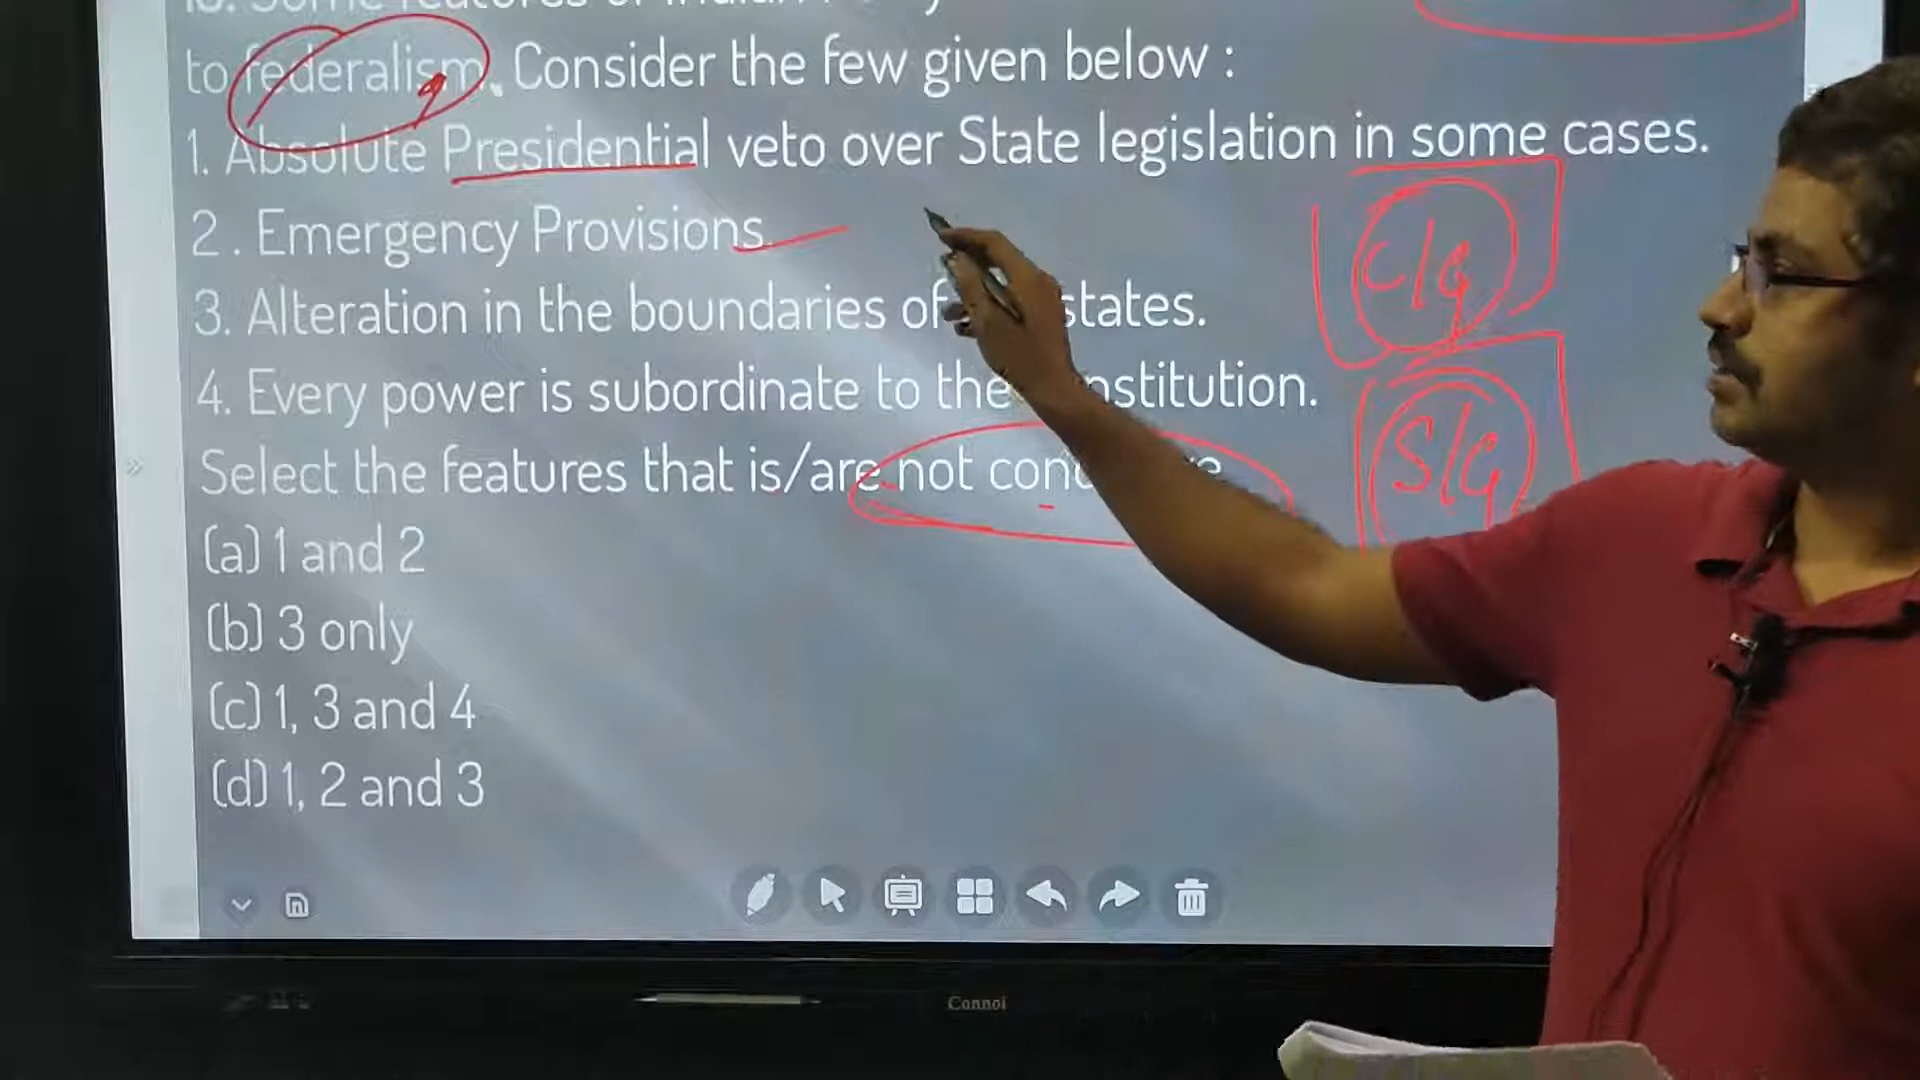 to federalism. Consider the few given below :
1. Absolute Presidential veto over State legislation in some cases.
2. Emergency Provisions.
3. Alteration in the boundaries of states.
4. Every power is subordinate to the
Select the features that is/are not
(a) 1 and 2
(b) 3 only
(c) 1, 3 and 4
(d) 1, 2 and 3
C/G
S/G
Connoi